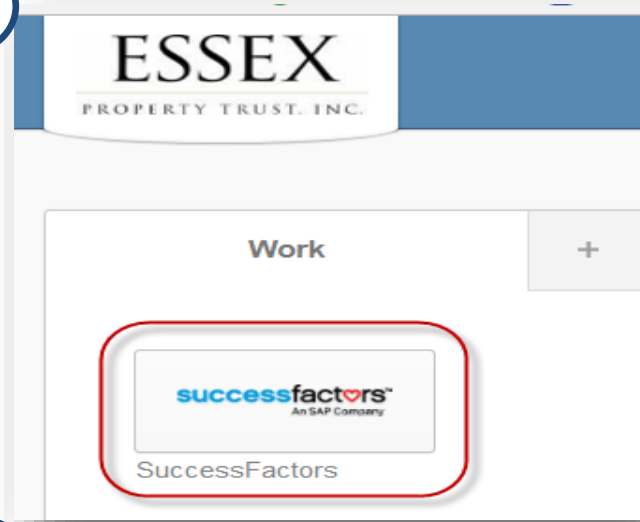 ESSEX
PROPERTY TRUST, INC.
Work +
successfactors™
An SAP Company
SuccessFactors